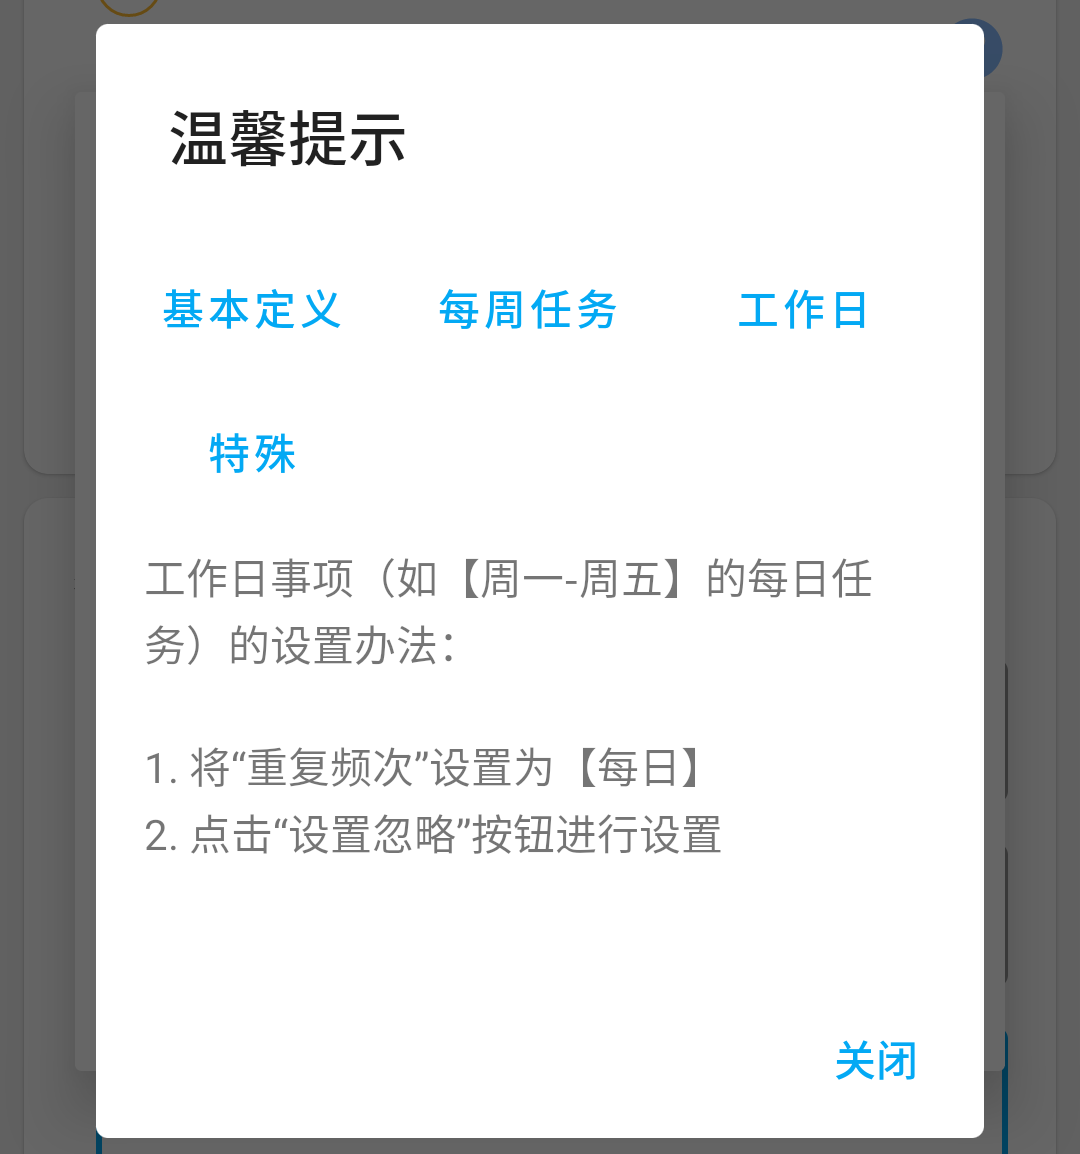 温馨提示
基本定义 每周任务 工作日
特殊
工作日事项（如【周一-周五】的每日任
务）的设置办法：
1. 将“重复频次”设置为【每日】
2. 点击“设置忽略”按钮进行设置
关闭